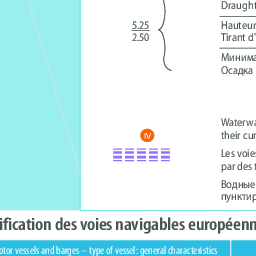 Draught
5.25
2.50
Hauteur
Tirant d'
Минима
Осадка
Waterwa
IV
their cur
Les voies
par des t
Водные
пунктир
ification des voies navigables européenn
otor vessels and barges – type of vessel: general characteristics